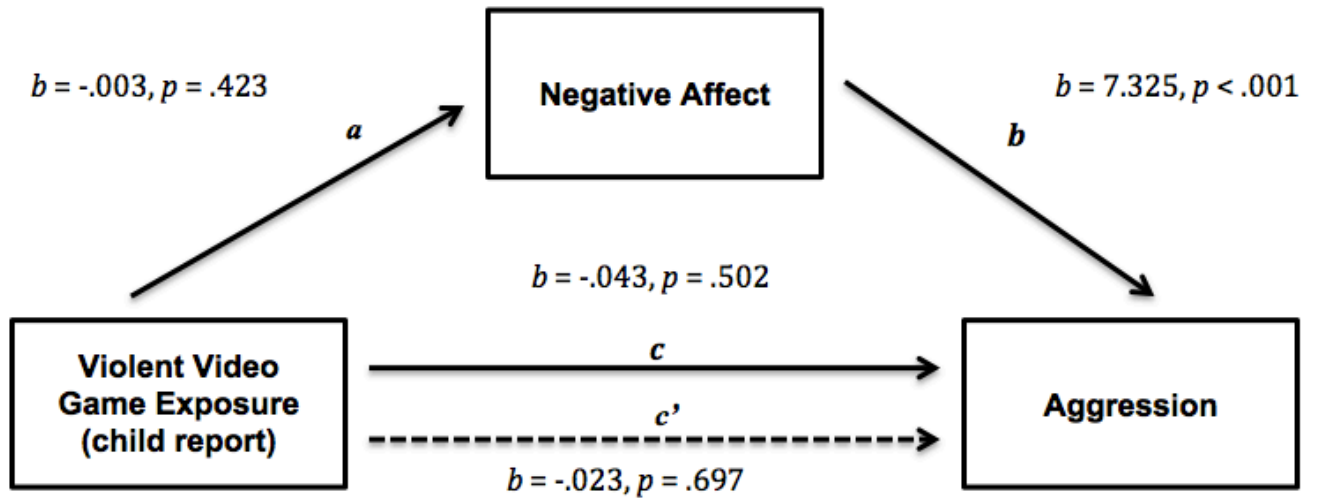 b = -.003, p = .423
Negative Affect
b = 7.325, p < .001
a
b
b = -.043, p = .502
Violent Video
Game Exposure
(child report)
c
c’
Aggression
b = -.023, p = .697